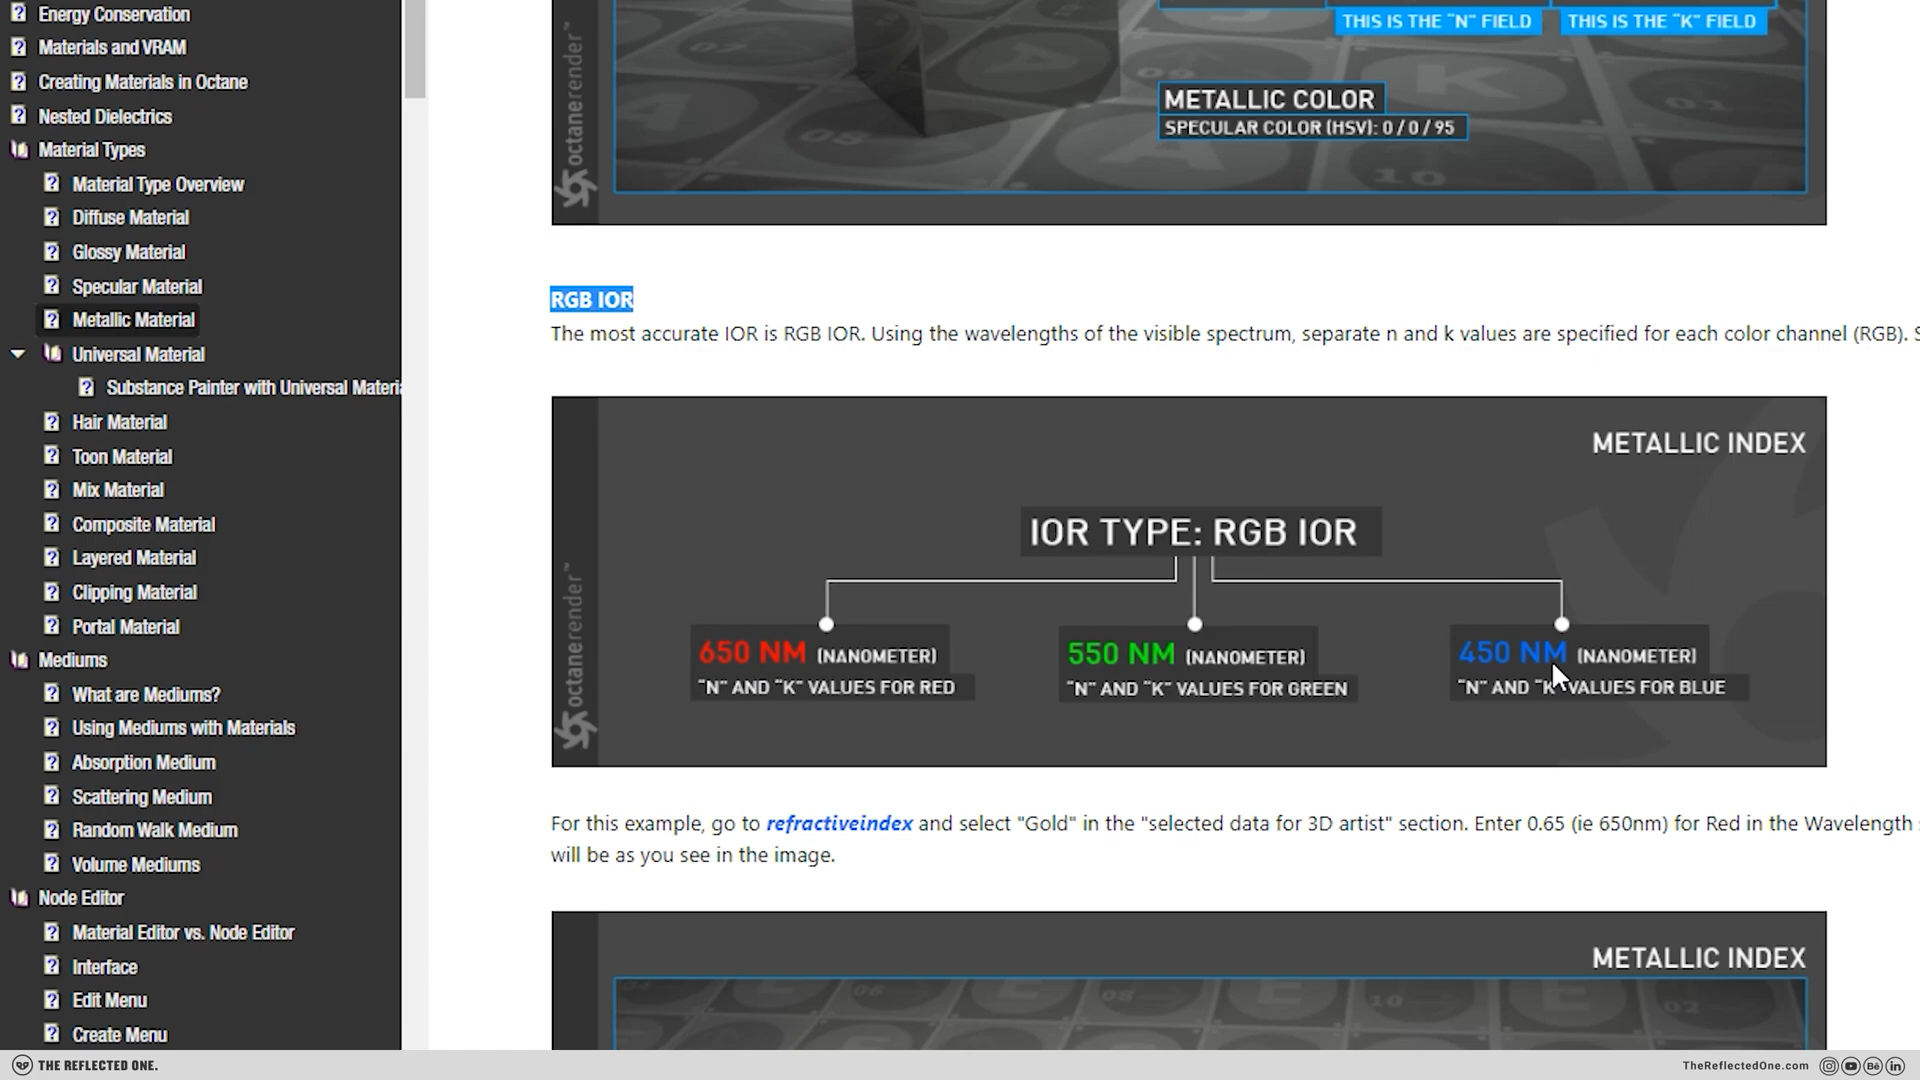 Energy Conservation
Materials and VRAM
Creating Materials in Octane
Nested Dielectrics
Material Types
Material Type Overview
Diffuse Material
Glossy Material
Specular Material
Metallic Material
Universal Material
Substance Painter with Universal Materia
Hair Material
Toon Material
Mix Material
Composite Material
Layered Material
Clipping Material
Portal Material
Mediums
What are Mediums?
Using Mediums with Materials
Absorption Medium
Scattering Medium
Random Walk Medium
Volume Mediums
Node Editor
Material Editor vs. Node Editor
Interface
Edit Menu
Create Menu
THIS IS THE "N" FIELD
THIS IS THE "K" FIELD
METALLIC COLOR
SPECULAR COLOR (HSV): 0 / 0 / 95
octanerender™
RGB IOR
The most accurate IOR is RGB IOR. Using the wavelengths of the visible spectrum, separate n and k values are specified for each color channel (RGB). S
METALLIC INDEX
IOR TYPE: RGB IOR
650 NM (NANOMETER)
"N" AND "K" VALUES FOR RED
550 NM (NANOMETER)
"N" AND "K" VALUES FOR GREEN
450 NM (NANOMETER)
"N" AND "K" VALUES FOR BLUE
octanerender™
For this example, go to refractiveindex and select "Gold" in the "selected data for 3D artist" section. Enter 0.65 (ie 650nm) for Red in the Wavelength
will be as you see in the image.
METALLIC INDEX
THE REFLECTED ONE.
TheReflectedOne.com